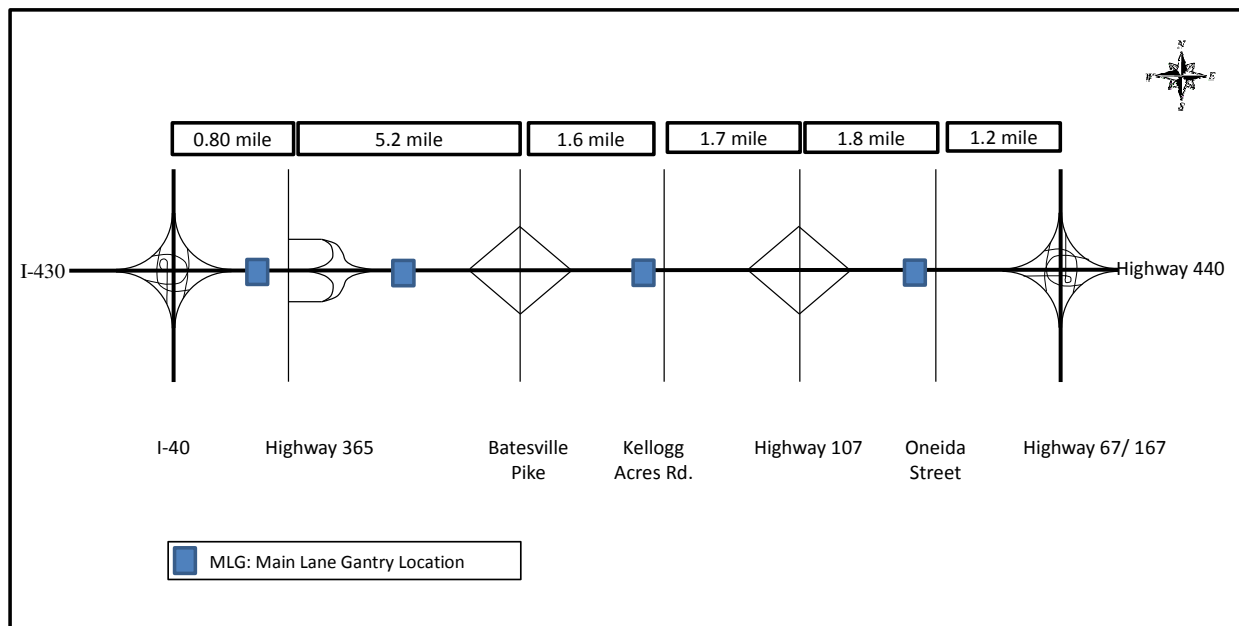 N
W E
S
0.80 mile 5.2 mile 1.6 mile 1.7 mile 1.8 mile 1.2 mile
I-430 Highway 440
I-40 Highway 365 Batesville Pike Kellogg Acres Rd. Highway 107 Oneida Street Highway 67/ 167
MLG: Main Lane Gantry Location